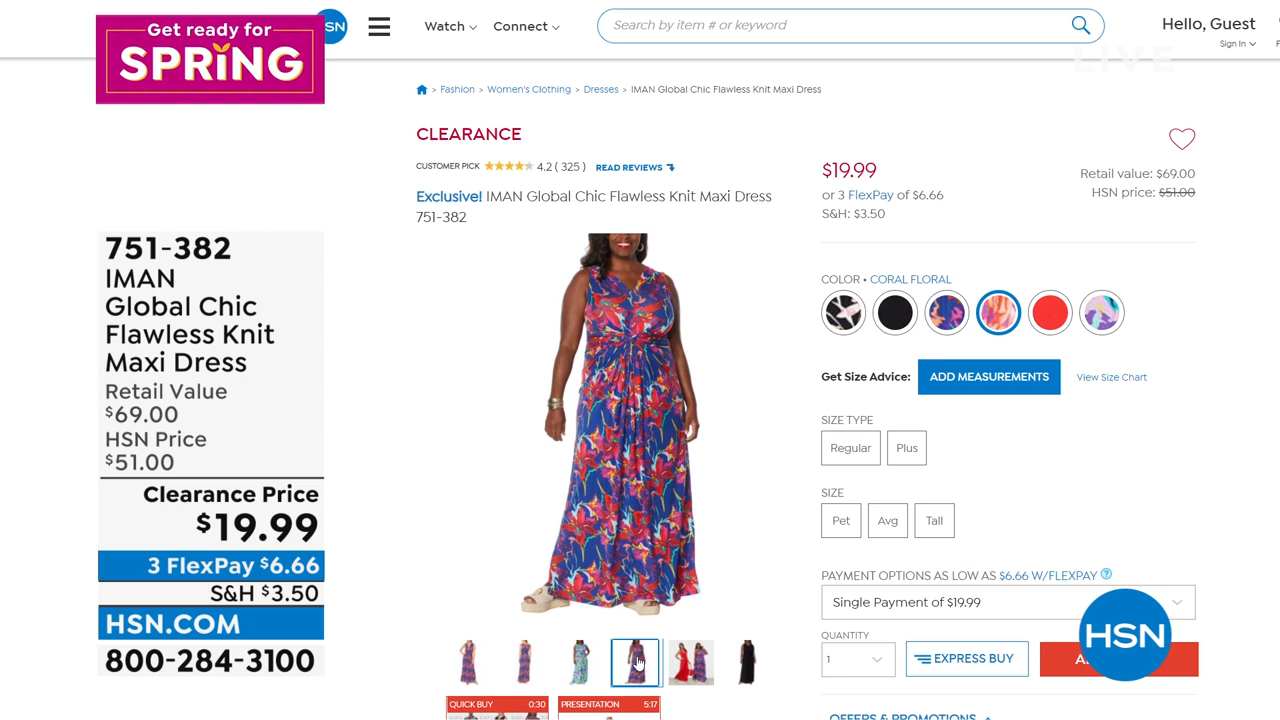 Get ready for
SPRING
SN
Watch
Connect
Search by item # or keyword
Hello, Guest
Sign In
LIVE
Fashion > Women's Clothing > Dresses > IMAN Global Chic Flawless Knit Maxi Dress
CLEARANCE
CUSTOMER PICK 4.2 ( 325 ) READ REVIEWS
Exclusive! IMAN Global Chic Flawless Knit Maxi Dress
751-382
$19.99
or 3 FlexPay of $6.66
S&H: $3.50
Retail value: $69.00
HSN price: $51.00
751-382
IMAN
Global Chic
Flawless Knit
Maxi Dress
Retail Value
$69.00
HSN Price
$51.00
Clearance Price
$19.99
3 FlexPay $6.66
S&H $3.50
HSN.COM
800-284-3100
COLOR • CORAL FLORAL
Get Size Advice: ADD MEASUREMENTS View Size Chart
SIZE TYPE
Regular Plus
SIZE
Pet Avg Tall
PAYMENT OPTIONS AS LOW AS $6.66 W/FLEXPAY ?
Single Payment of $19.99
QUANTITY
1
EXPRESS BUY
A
HSN
QUICK BUY 0:30
PRESENTATION 5:17
OFFERS & PROMOTIONS